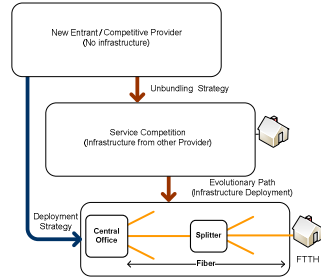 New Entrant/Competitive Provider
(No infrastructure)
Unbundling Strategy
Service Competition
(Infrastructure from other Provider)
Evolutionary Path
(Infrastructure Deployment)
Deployment
Strategy
Central
Office
Splitter
Fiber
FTTH